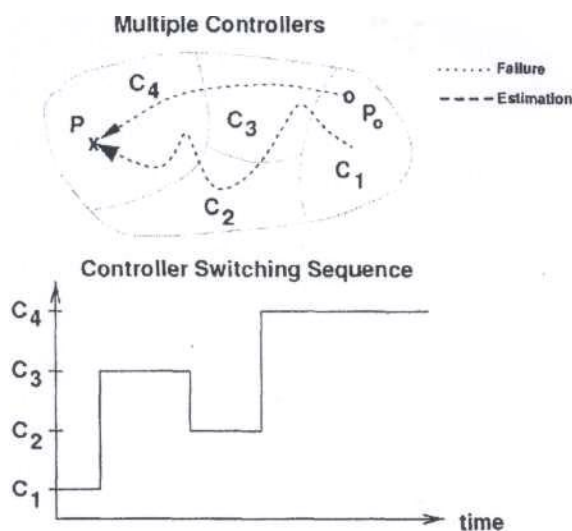 Multiple Controllers
Failure
Estimation
C4
P
C3
Po
C1
C2
Controller Switching Sequence
C4
C3
C2
C1
time